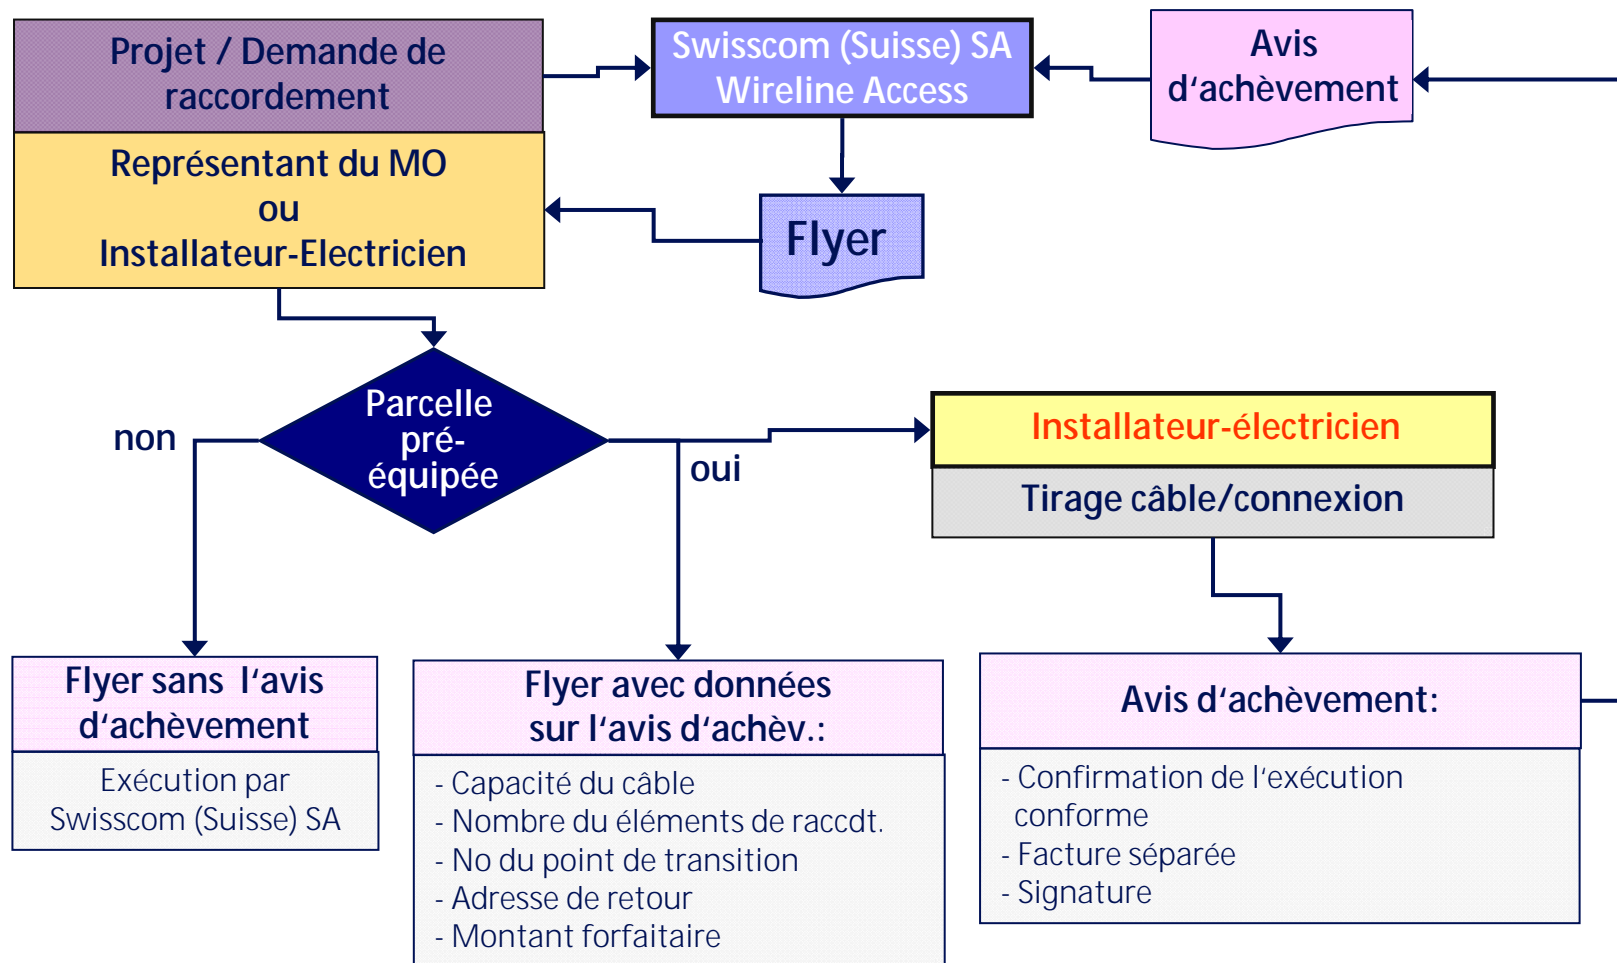 Projet / Demande de
raccordement
Représentant du MO
ou
Installateur-Electricien
Swisscom (Suisse) SA
Wireline Access
Avis
d‘achèvement
Flyer
Parcelle
pré-
équipée
non
oui
Installateur-électricien
Tirage câble/connexion
Flyer sans l‘avis
d‘achèvement
Exécution par
Swisscom (Suisse) SA
Flyer avec données
sur l‘avis d‘achèv.:
- Capacité du câble
- Nombre du éléments de raccdt.
- No du point de transition
- Adresse de retour
- Montant forfaitaire
Avis d‘achèvement:
- Confirmation de l‘exécution
conforme
- Facture séparée
- Signature